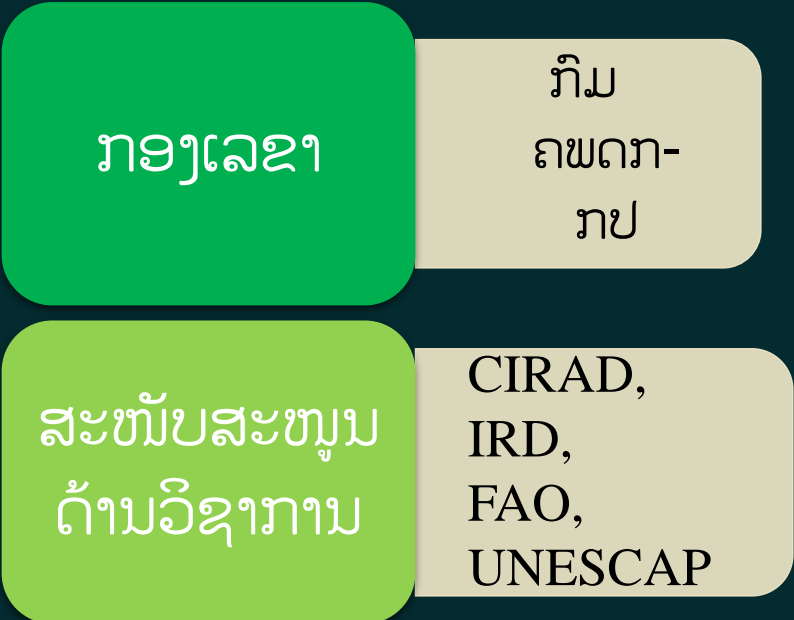 ກອງເລຂາ
ກົມ
ຄພດກ-
ກປ
ສະໜັບສະໜູນ
ດ້ານວິຊາການ
CIRAD,
IRD,
FAO,
UNESCAP